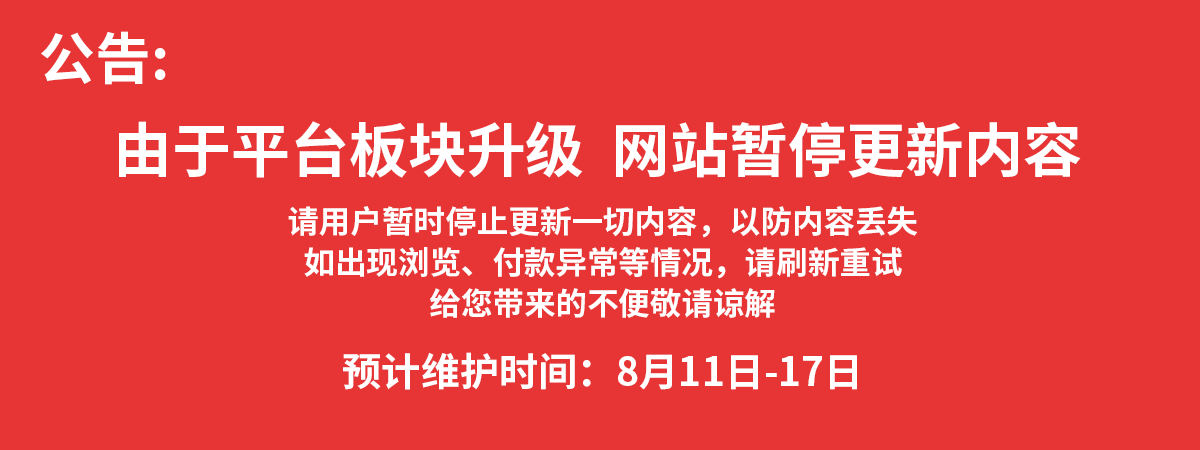 公告:
由于平台板块升级 网站暂停更新内容
请用户暂时停止更新一切内容，以防内容丢失
如出现浏览、付款异常等情况，请刷新重试
给您带来的不便敬请谅解
预计维护时间：8月11日-17日